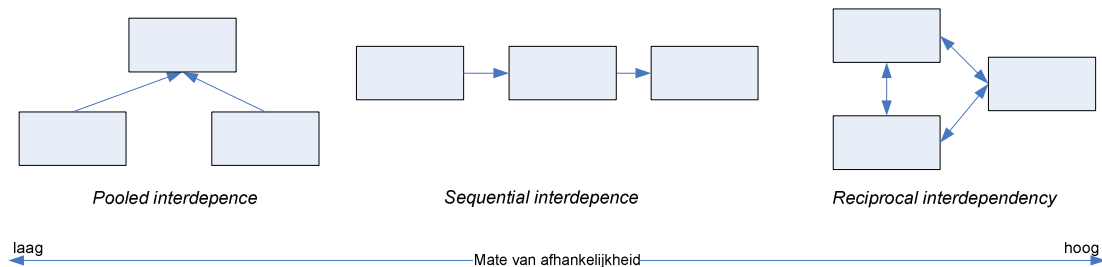 Pooled interdepence
Sequential interdepence
Reciprocal interdependency
laag
Mate van afhankelijkheid
hoog